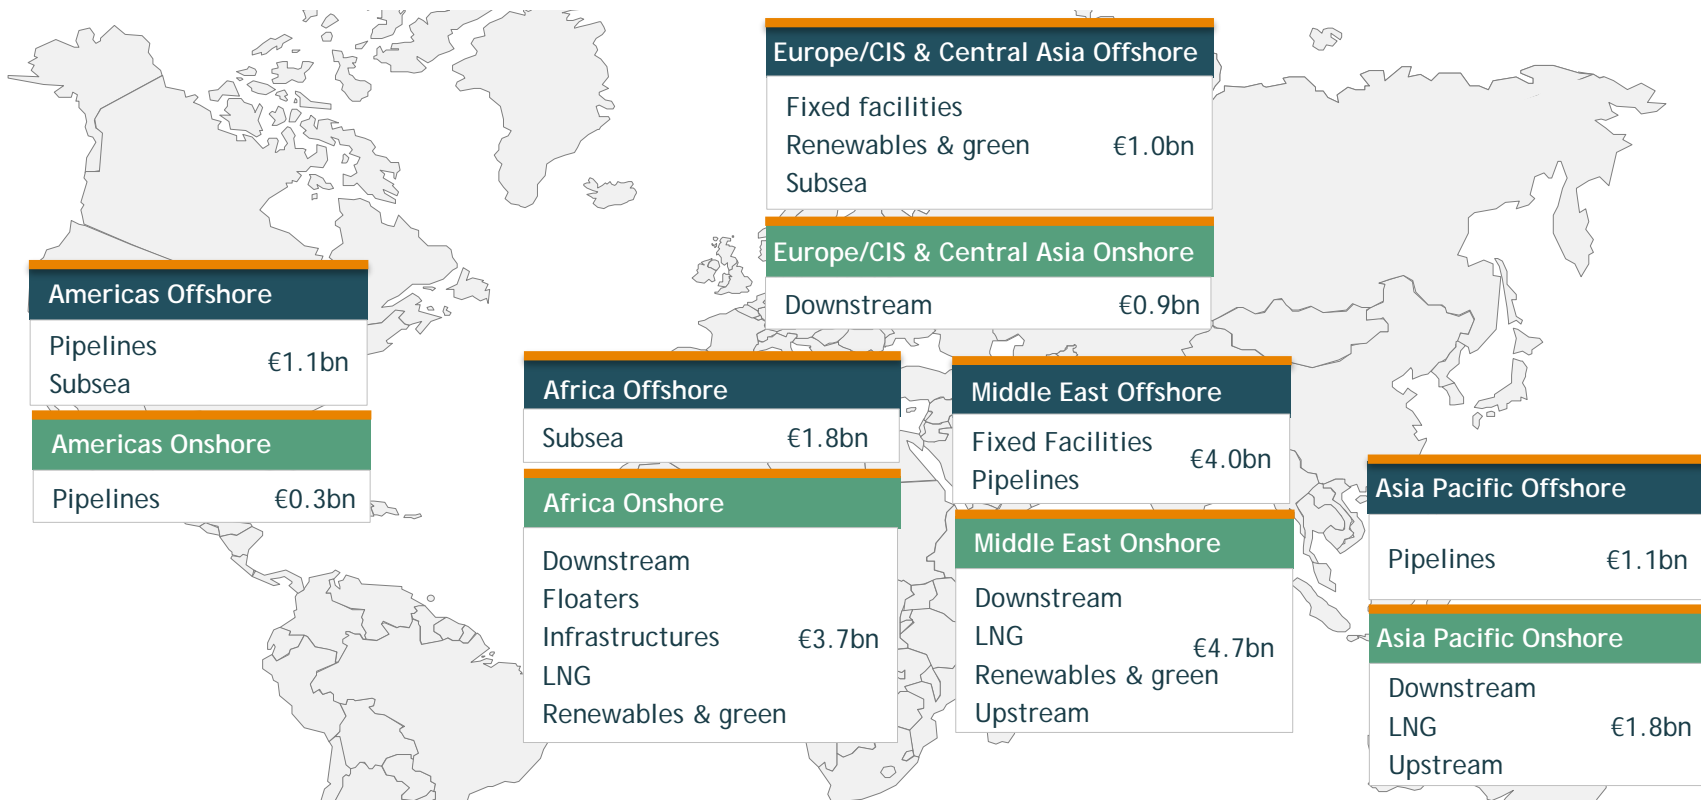 Europe/CIS & Central Asia Offshore
Fixed facilities
Renewables & green €1.0bn
Subsea
Europe/CIS & Central Asia Onshore
Downstream €0.9bn
Americas Offshore
Pipelines
€1.1bn
Subsea
Americas Onshore
Pipelines €0.3bn
Africa Offshore
Subsea €1.8bn
Africa Onshore
Downstream
Floaters
Infrastructures €3.7bn
LNG
Renewables & green
Middle East Offshore
Fixed Facilities
€4.0bn
Pipelines
Middle East Onshore
Downstream
LNG
€4.7bn
Renewables & green
Upstream
Asia Pacific Offshore
Pipelines €1.1bn
Asia Pacific Onshore
Downstream
LNG €1.8bn
Upstream